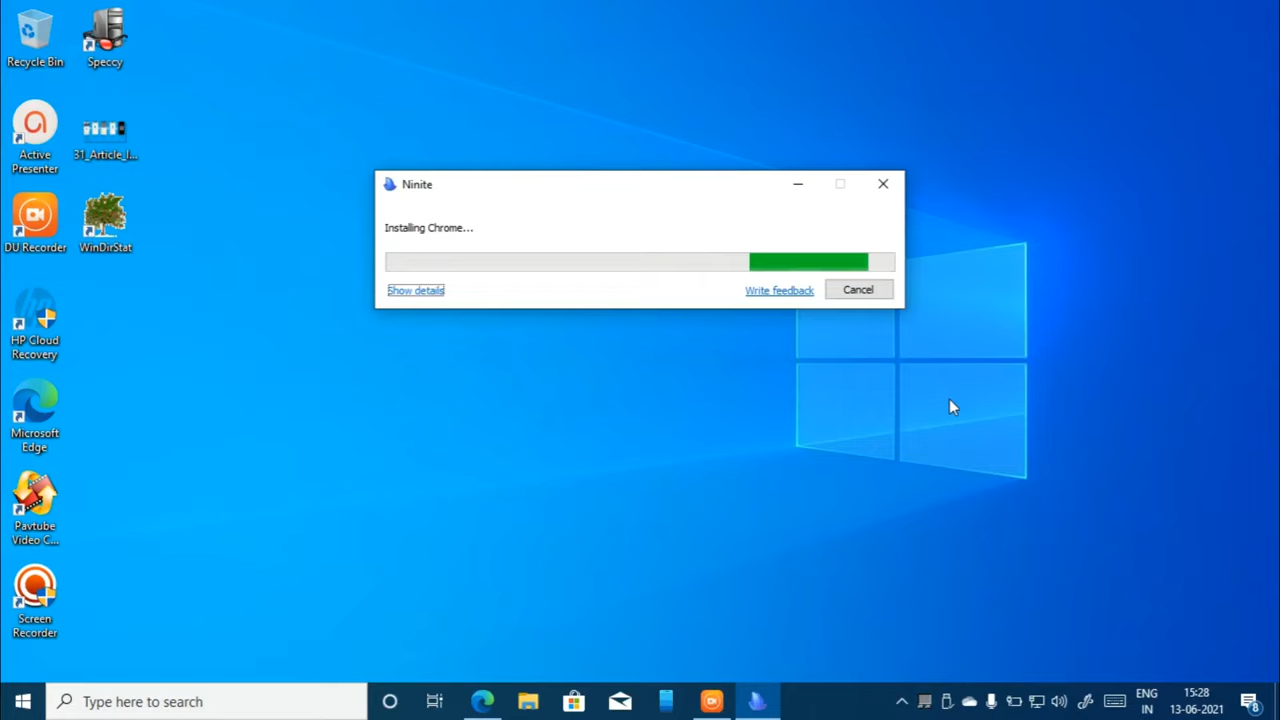 Recycle Bin
Speccy
Active
Presenter
31_Article_I...
DU Recorder
WinDirStat
HP Cloud
Recovery
Microsoft
Edge
Pavtube
Video C...
Screen
Recorder
Ninite
Installing Chrome...
Show details
Write feedback
Cancel
Type here to search
ENG
IN
15:28
13-06-2021
8